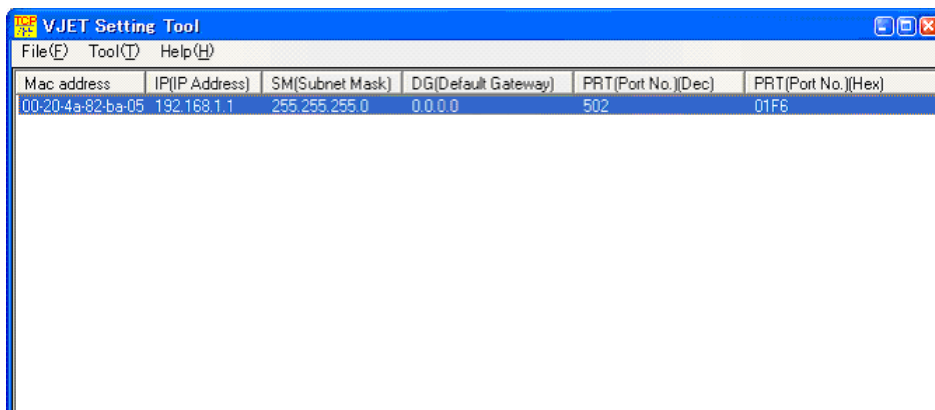 VJET Setting Tool
File(F) Tool(T) Help(H)
Mac address IP(IP Address) SM(Subnet Mask) DG(Default Gateway) PRT(Port No.)(Dec) PRT(Port No.)(Hex)
00-20-4a-82-ba-05 192.168.1.1 255.255.255.0 0.0.0.0 502 01F6